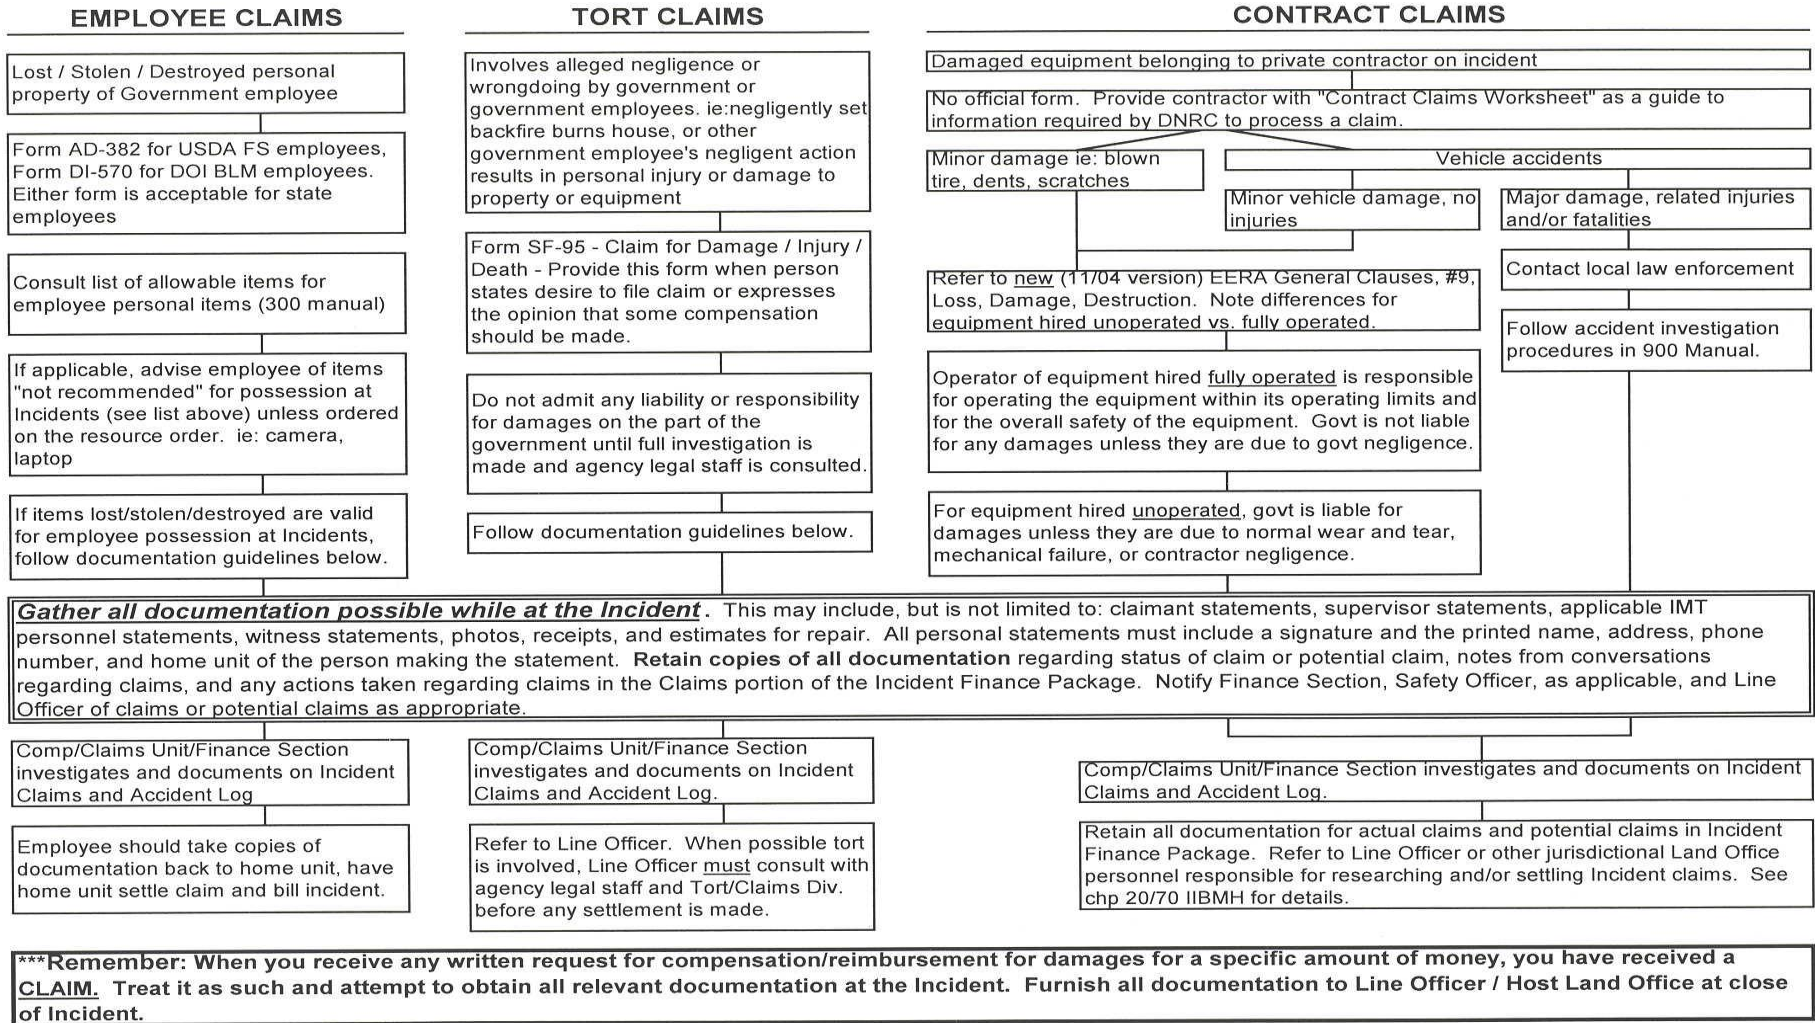 EMPLOYEE CLAIMS
Lost / Stolen / Destroyed personal
property of Government employee
Form AD-382 for USDA FS employees,
Form DI-570 for DOI BLM employees.
Either form is acceptable for state
employees
Consult list of allowable items for
employee personal items (300 manual)
If applicable, advise employee of items
"not recommended" for possession at
Incidents (see list above) unless ordered
on the resource order.  ie: camera,
laptop
If items lost/stolen/destroyed are valid
for employee possession at Incidents,
follow documentation guidelines below.
TORT CLAIMS
Involves alleged negligence or
wrongdoing by government or
government employees. ie:negligently set
backfire burns house, or other
government employee's negligent action
results in personal injury or damage to
property or equipment
Form SF-95 - Claim for Damage / Injury /
Death - Provide this form when person
states desire to file claim or expresses
the opinion that some compensation
should be made.
Do not admit any liability or responsibility
for damages on the part of the
government until full investigation is
made and agency legal staff is consulted.
Follow documentation guidelines below.
CONTRACT CLAIMS
Damaged equipment belonging to private contractor on incident
No official form.  Provide contractor with "Contract Claims Worksheet" as a guide to
information required by DNRC to process a claim.
Minor damage ie: blown
tire, dents, scratches
Vehicle accidents
Minor vehicle damage, no
injuries
Major damage, related injuries
and/or fatalities
Contact local law enforcement
Follow accident investigation
procedures in 900 Manual.
Refer to new (11/04 version) EERA General Clauses, #9,
Loss, Damage, Destruction.  Note differences for
equipment hired unoperated vs. fully operated.
Operator of equipment hired fully operated is responsible
for operating the equipment within its operating limits and
for the overall safety of the equipment.  Govt is not liable
for any damages unless they are due to govt negligence.
For equipment hired unoperated, govt is liable for
damages unless they are due to normal wear and tear,
mechanical failure, or contractor negligence.
Gather all documentation possible while at the Incident.  This may include, but is not limited to: claimant statements, supervisor statements, applicable IMT
personnel statements, witness statements, photos, receipts, and estimates for repair.  All personal statements must include a signature and the printed name, address, phone
number, and home unit of the person making the statement.  Retain copies of all documentation regarding status of claim or potential claim, notes from conversations
regarding claims, and any actions taken regarding claims in the Claims portion of the Incident Finance Package.  Notify Finance Section, Safety Officer, as applicable, and Line
Officer of claims or potential claims as appropriate.
Comp/Claims Unit/Finance Section
investigates and documents on Incident
Claims and Accident Log
Employee should take copies of
documentation back to home unit, have
home unit settle claim and bill incident.
Comp/Claims Unit/Finance Section
investigates and documents on Incident
Claims and Accident Log.
Refer to Line Officer.  When possible tort
is involved, Line Officer must consult with
agency legal staff and Tort/Claims Div.
before any settlement is made.
Comp/Claims Unit/Finance Section investigates and documents on Incident
Claims and Accident Log.
Retain all documentation for actual claims and potential claims in Incident
Finance Package.  Refer to Line Officer or other jurisdictional Land Office
personnel responsible for researching and/or settling Incident claims.  See
chp 20/70 IIBMH for details.
***Remember: When you receive any written request for compensation/reimbursement for damages for a specific amount of money, you have received a
CLAIM.  Treat it as such and attempt to obtain all relevant documentation at the Incident.  Furnish all documentation to Line Officer / Host Land Office at close
of Incident.